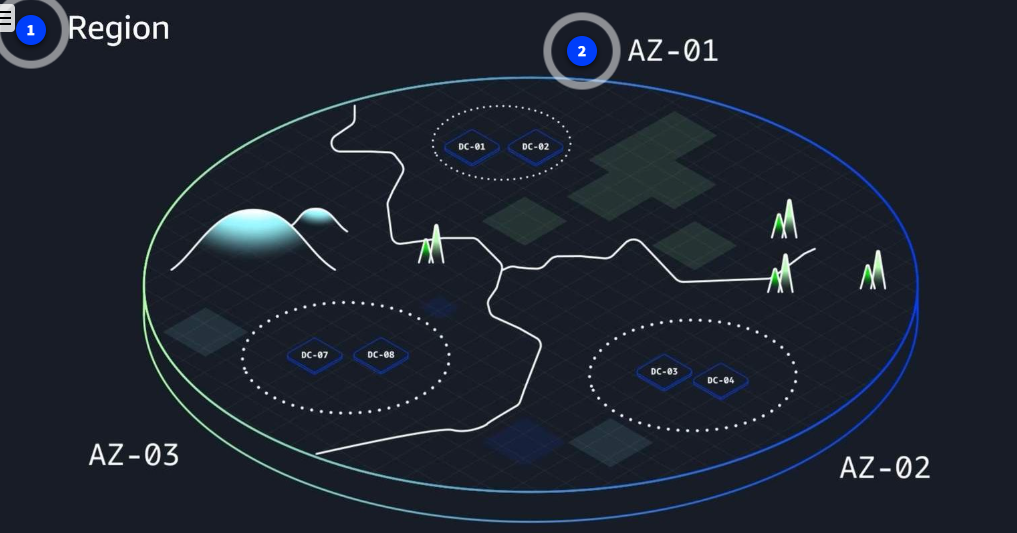 1 Region
2 AZ-01
DC-01 DC-02
DC-07 DC-08
DC-03
DC-04
AZ-03
AZ-02